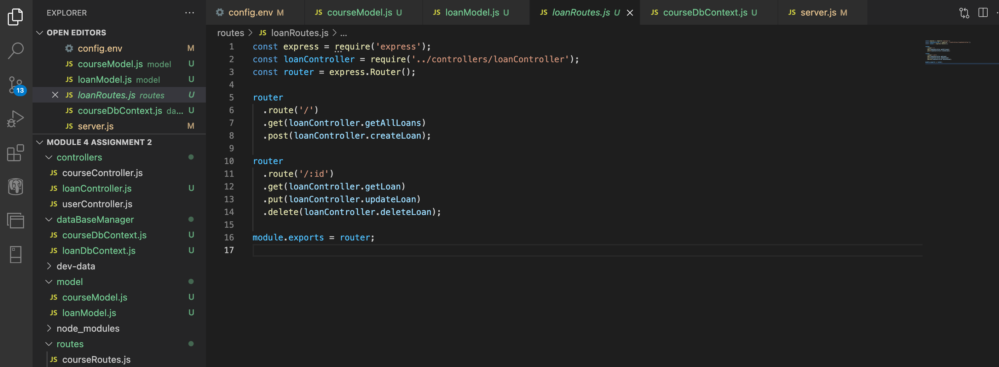 EXPLORER ...
OPEN EDITORS
config.env M
JS courseModel.js model U
JS loanModel.js model U
JS loanRoutes.js routes U
JS courseDbContext.js da... U
JS server.js M
MODULE 4 ASSIGNMENT 2
controllers
JS courseController.js
JS loanController.js U
JS userController.js
dataBaseManager
JS courseDbContext.js U
JS loanDbContext.js U
dev-data
model
JS courseModel.js U
JS loanModel.js U
node_modules
routes
JS courseRoutes.js
13
config.env M JS courseModel.js U JS loanModel.js U JS loanRoutes.js U JS courseDbContext.js U JS server.js M
routes > JS loanRoutes.js > ...
1 const express = require('express');
2 const loanController = require('../controllers/loanController');
3 const router = express.Router();
4
5 router
6 .route('/')
7 .get(loanController.getAllLoans)
8 .post(loanController.createLoan);
9
10 router
11 .route('/:id')
12 .get(loanController.getLoan)
13 .put(loanController.updateLoan)
14 .delete(loanController.deleteLoan);
15
16 module.exports = router;
17